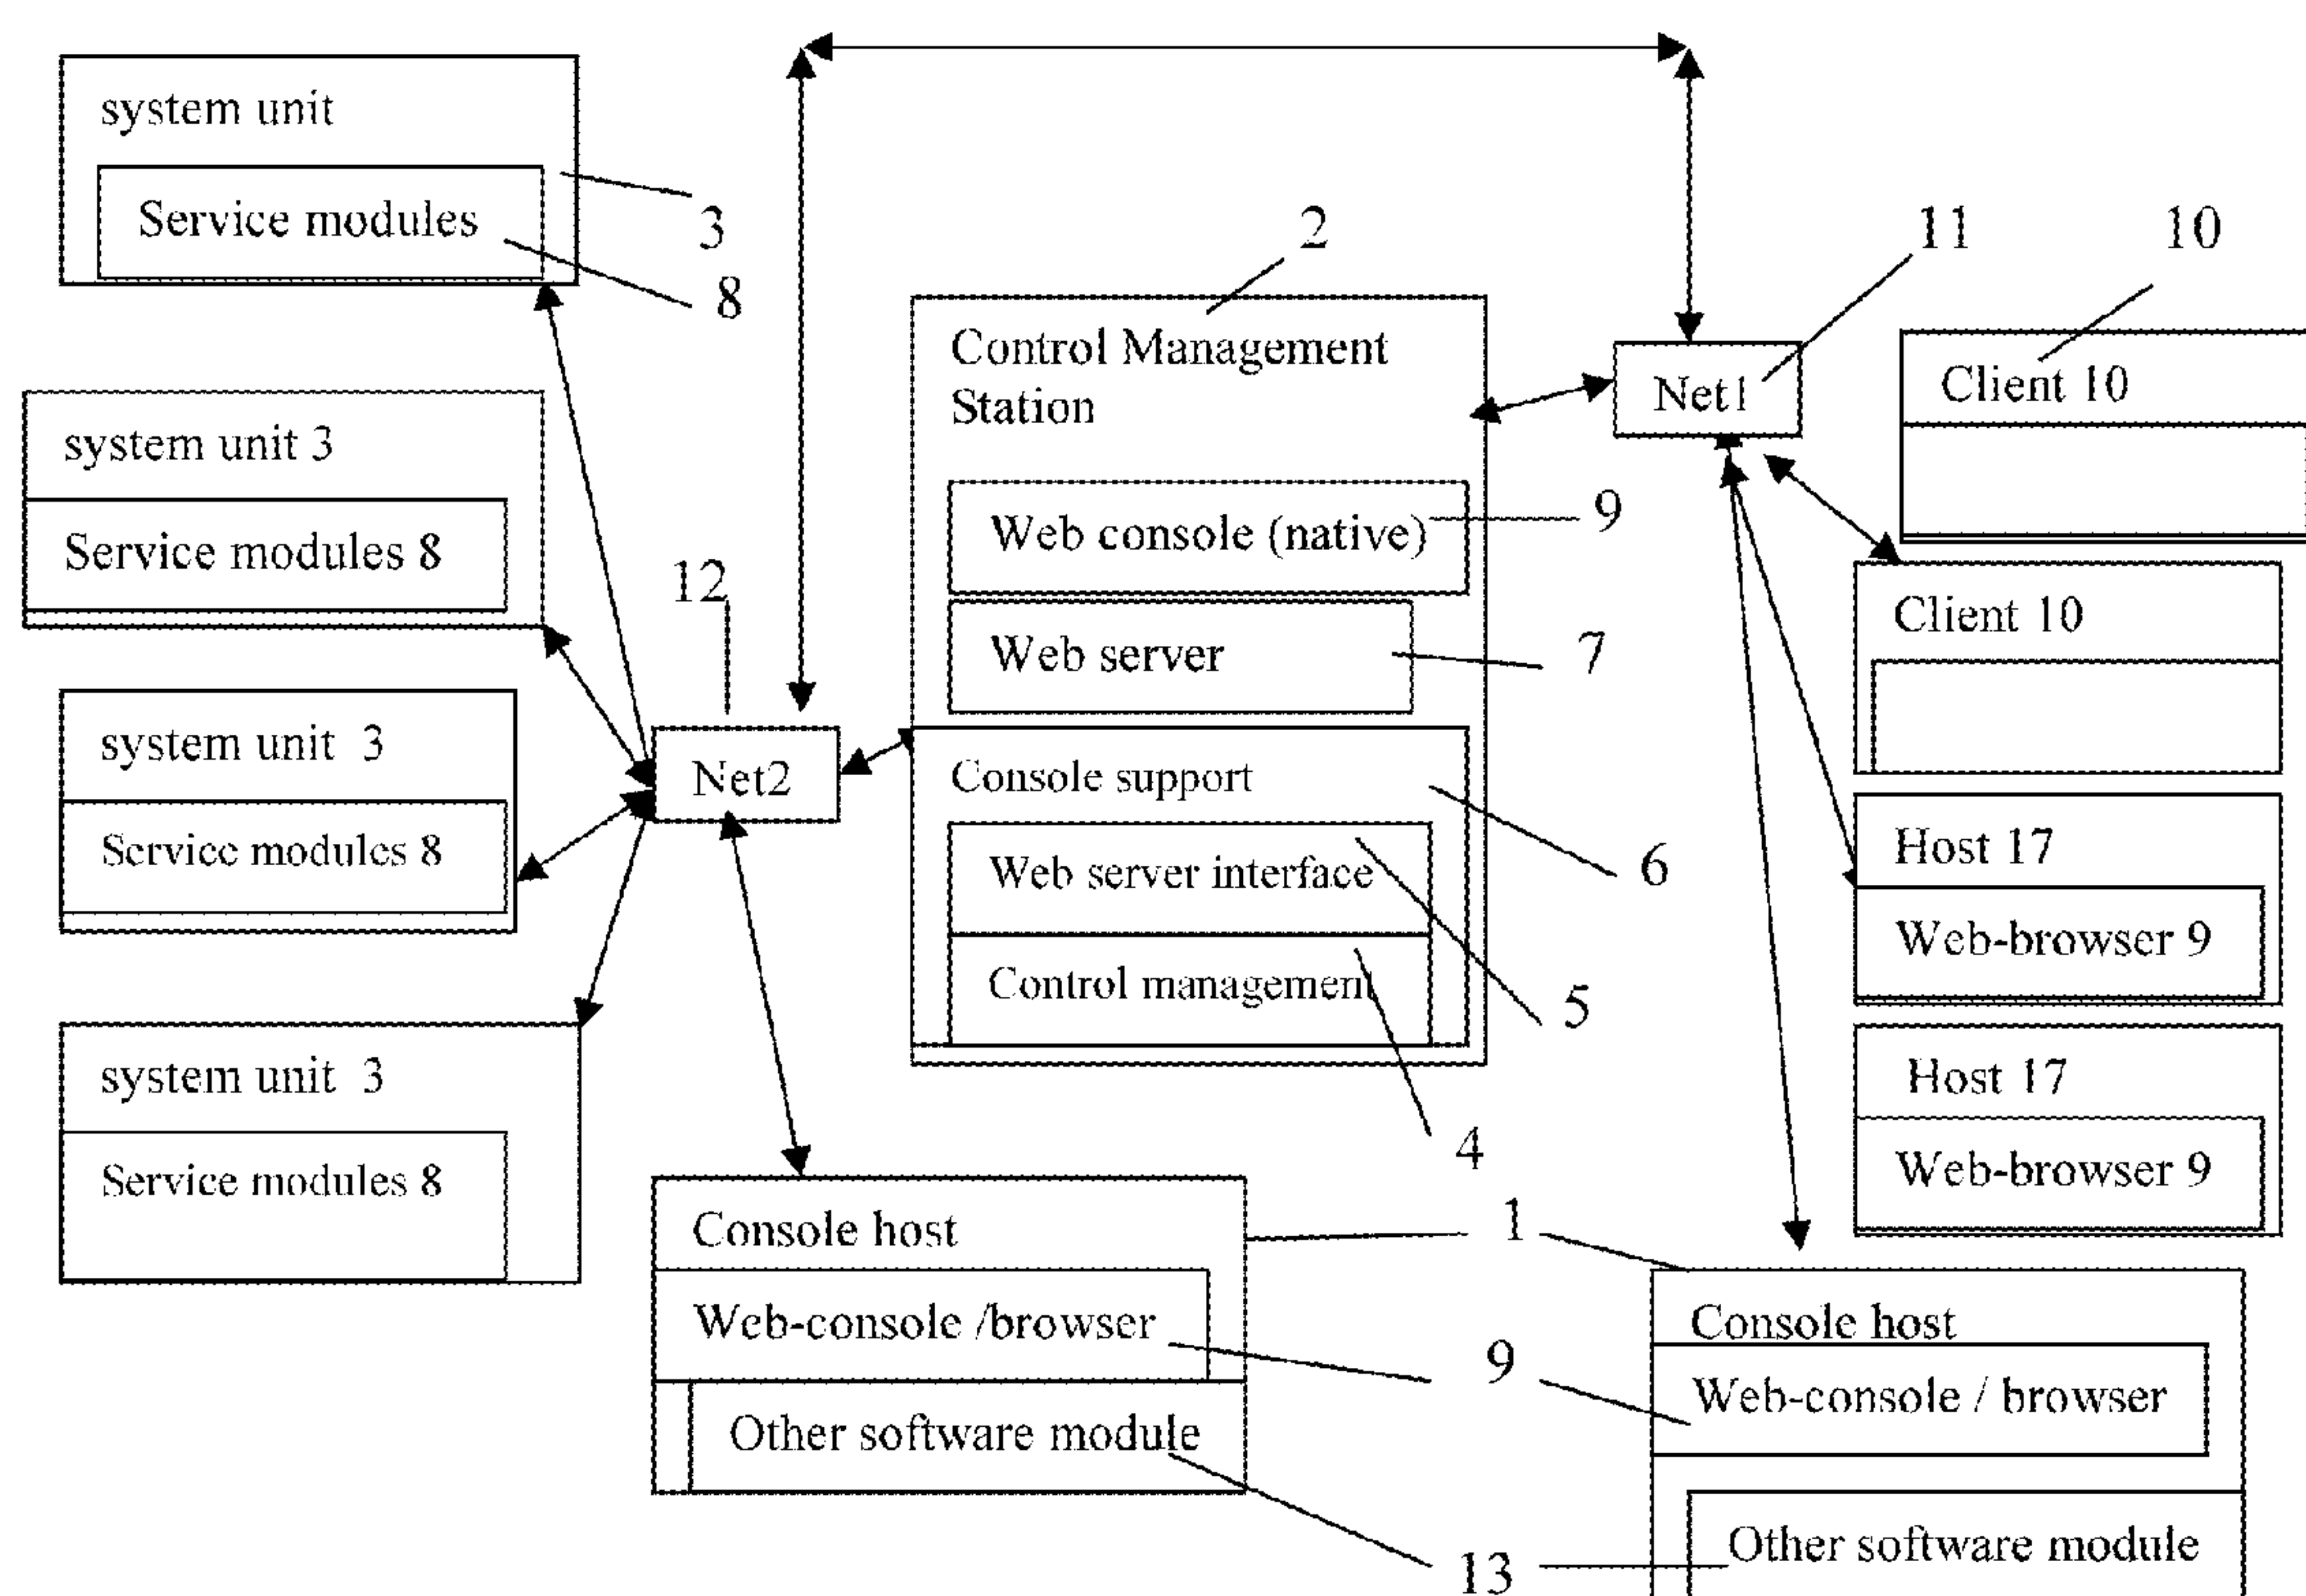 system unit
Service modules
3
8
system unit 3
Service modules 8
system unit 3
Service modules 8
system unit 3
Service modules 8
12
Net2
2
Control Management
Station
Web console (native)
9
Web server
7
Console support
6
Web server interface
5
Control management
4
11
Net1
10
Client 10
Client 10
Host 17
Web-browser 9
Host 17
Web-browser 9
Console host
1
Web-console /browser
9
Other software module
13
Console host
Web-console / browser
Other software module